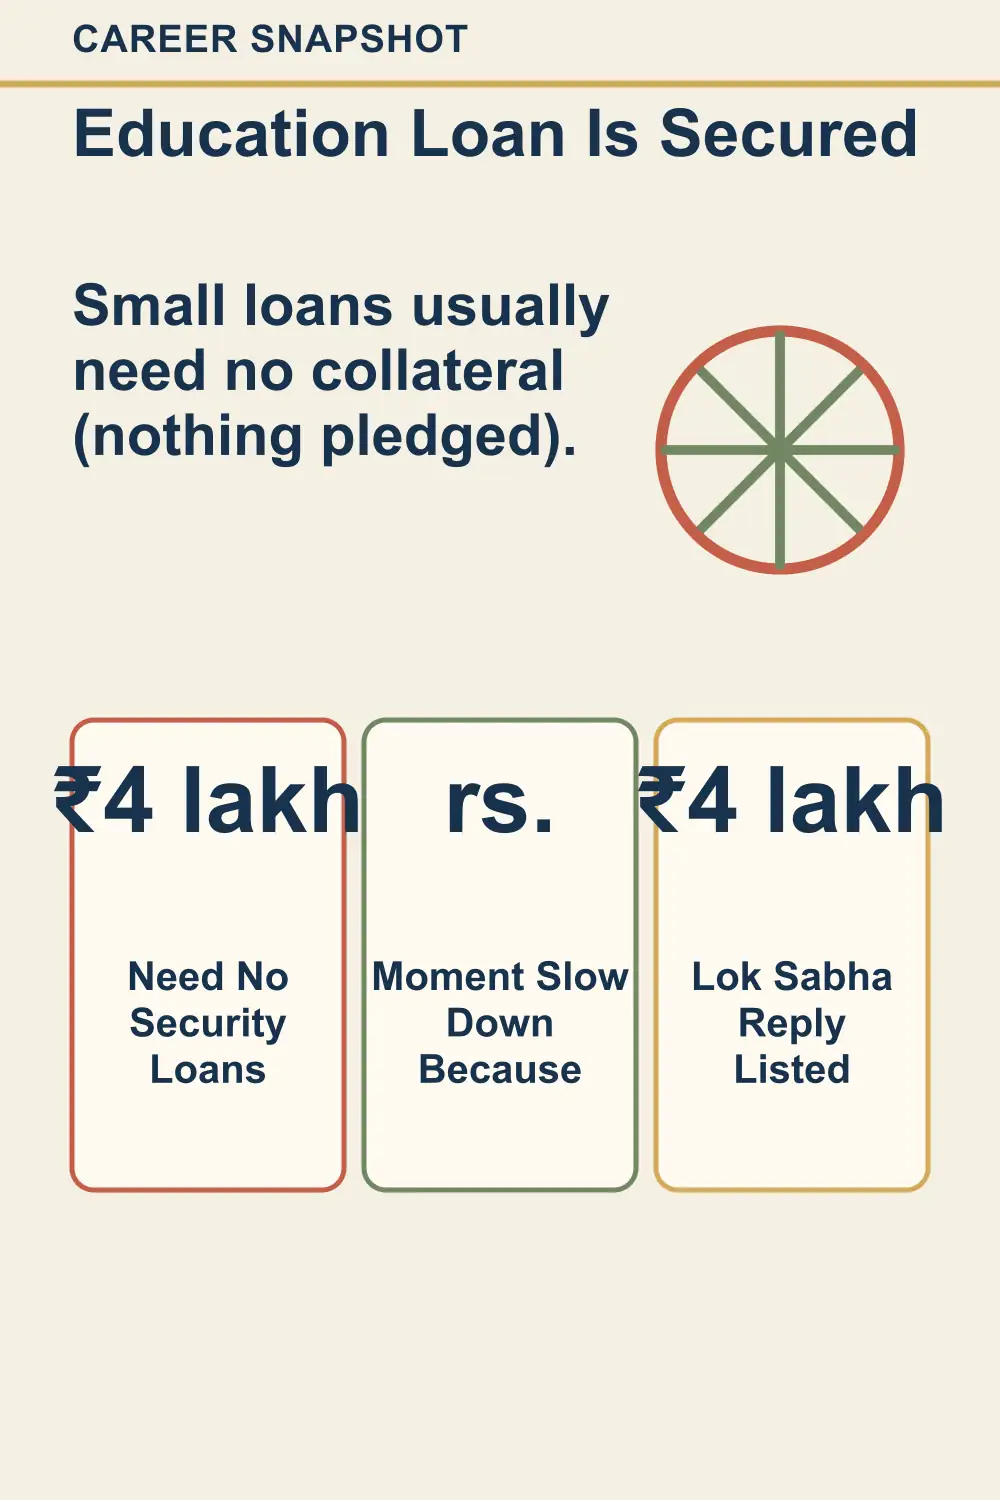 CAREER SNAPSHOT
Education Loan Is Secured
Small loans usually
need no collateral
(nothing pledged).
₹4 lakh
Need No
Security
Loans
rs.
Moment Slow
Down
Because
₹4 lakh
Lok Sabha
Reply
Listed